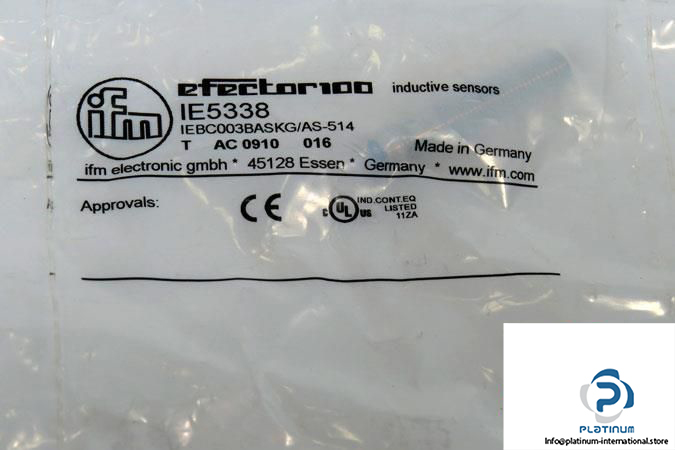 ifm
efector100 inductive sensors
IE5338
IEBC003BASKG/AS-514
T AC 0910 016 Made in Germany
ifm electronic gmbh * 45128 Essen * Germany * www.ifm.com
Approvals: CE c UL us IND.CONT.EQ
LISTED
11ZA
P
PLATINUM
Info@platinum-international.store